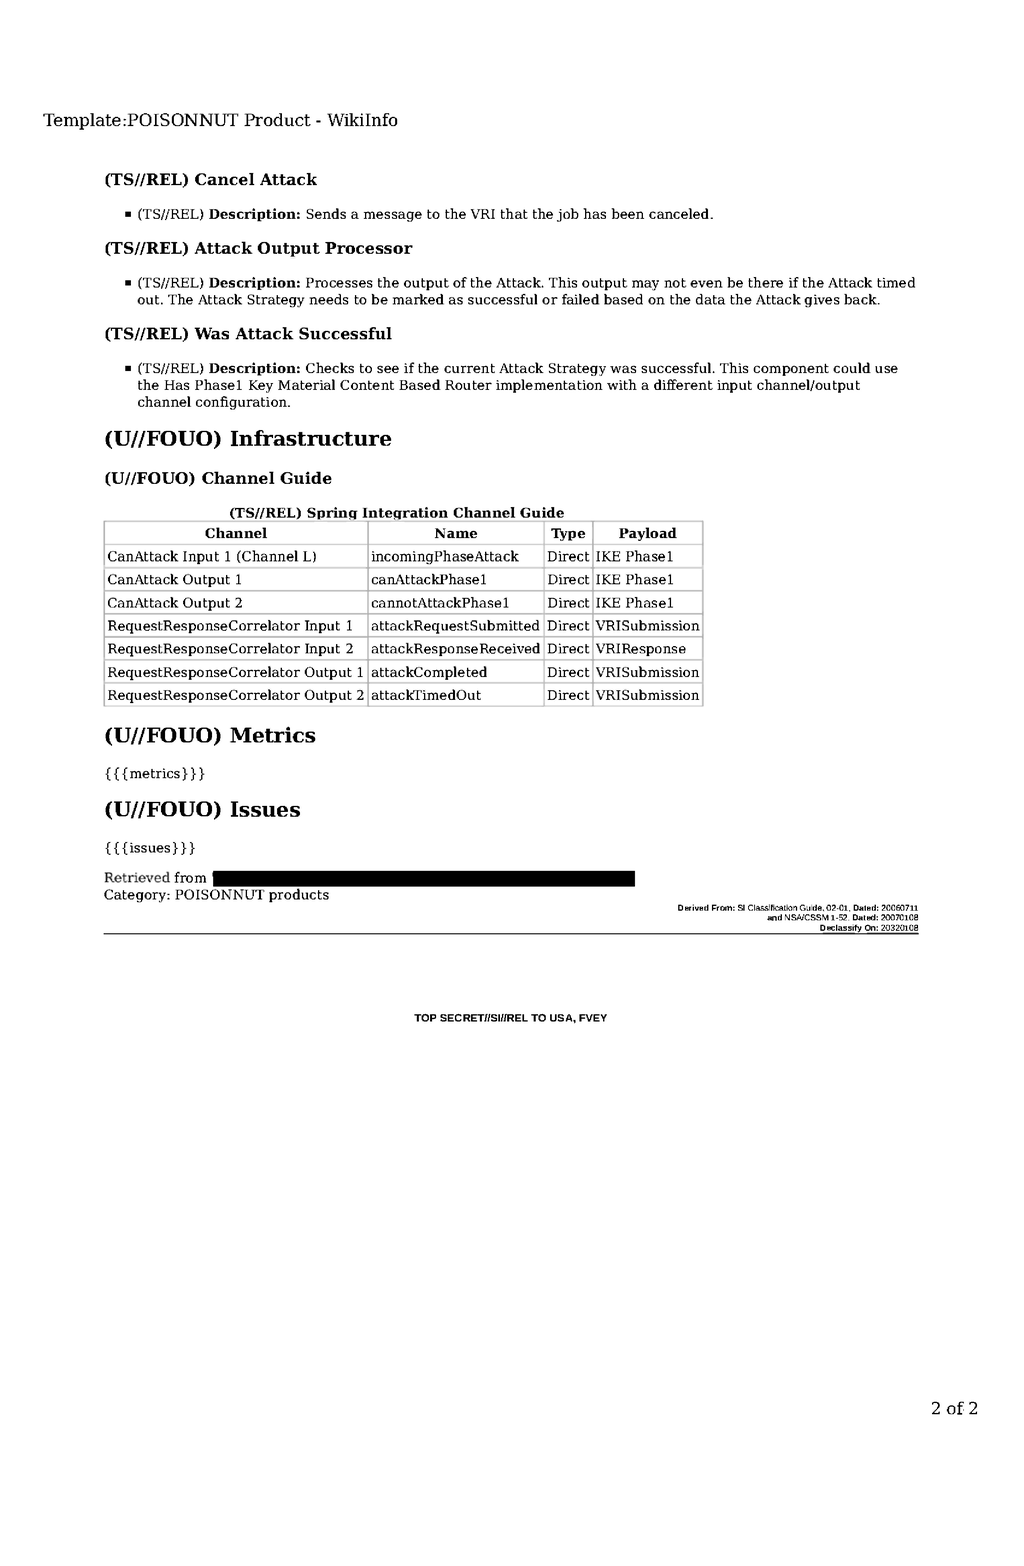 Template:POISONNUT Product - WikiInfo
(TS//REL) Cancel Attack
▪ (TS//REL) Description: Sends a message to the VRI that the job has been canceled.
(TS//REL) Attack Output Processor
▪ (TS//REL) Description: Processes the output of the Attack. This output may not even be there if the Attack timed
out. The Attack Strategy needs to be marked as successful or failed based on the data the Attack gives back.
(TS//REL) Was Attack Successful
▪ (TS//REL) Description: Checks to see if the current Attack Strategy was successful. This component could use
the Has Phase1 Key Material Content Based Router implementation with a different input channel/output
channel configuration.
(U//FOUO) Infrastructure
(U//FOUO) Channel Guide
(TS//REL) Spring Integration Channel Guide
Channel Name Type Payload
CanAttack Input 1 (Channel L) incomingPhaseAttack Direct IKE Phase1
CanAttack Output 1 canAttackPhase1 Direct IKE Phase1
CanAttack Output 2 cannotAttackPhase1 Direct IKE Phase1
RequestResponseCorrelator Input 1 attackRequestSubmitted Direct VRISubmission
RequestResponseCorrelator Input 2 attackResponseReceived Direct VRIResponse
RequestResponseCorrelator Output 1 attackCompleted Direct VRISubmission
RequestResponseCorrelator Output 2 attackTimedOut Direct VRISubmission
(U//FOUO) Metrics
{{{metrics}}}
(U//FOUO) Issues
{{{issues}}}
Retrieved from
Category: POISONNUT products
Derived From: SI Classification Guide, 02-01, Dated: 20060711
and NSA/CSSM 1-52, Dated: 20070108
Declassify On: 20320108
TOP SECRET//SI//REL TO USA, FVEY
2 of 2